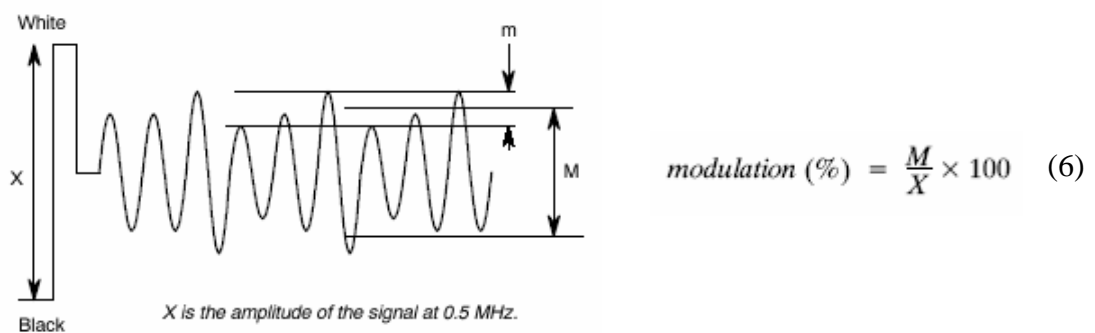 White
m
X
M
modulation (%) = M/X × 100 (6)
X is the amplitude of the signal at 0.5 MHz.
Black